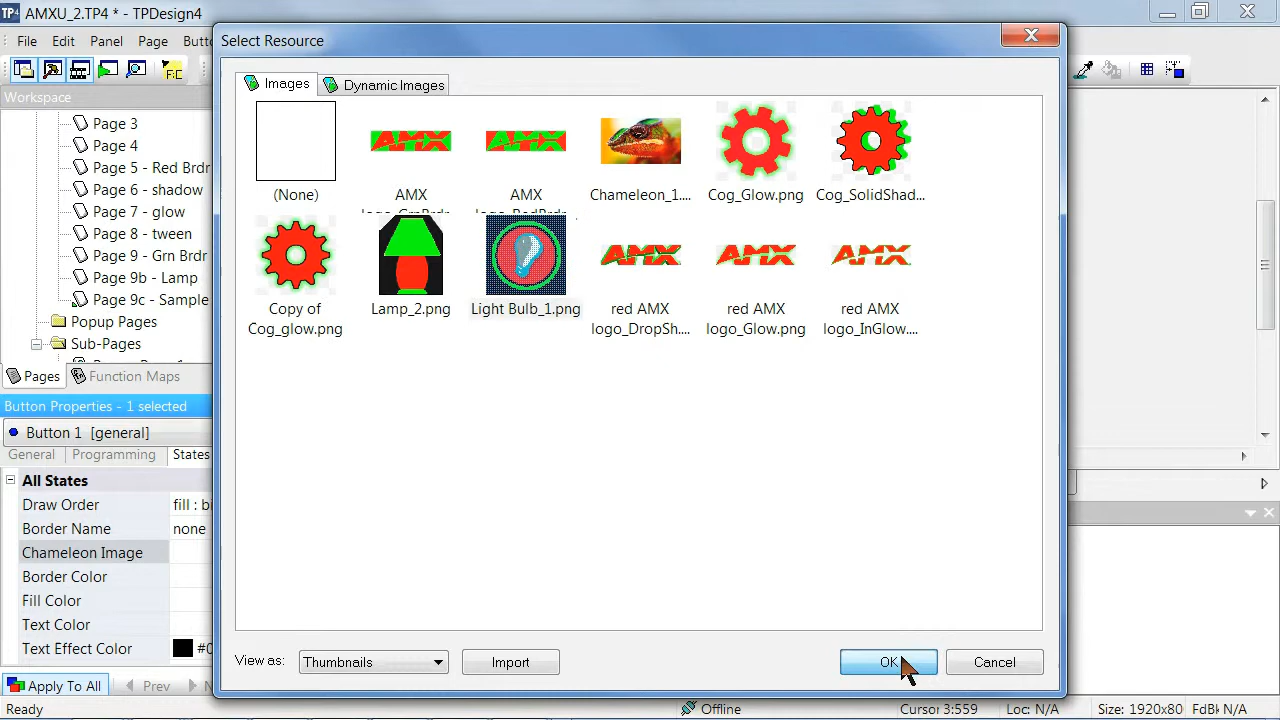 AMXU_2.TP4 * - TPDesign4
File Edit Panel Page
Workspace
Page 3
Page 4
Page 5 - Red Brdr
Page 6 - shadow
Page 7 - glow
Page 8 - tween
Page 9 - Grn Brdr
Page 9b - Lamp
Page 9c - Sample
Popup Pages
Sub-Pages
Pages Function Maps
Button Properties - 1 selected
Button 1 [general]
General Programming States
All States
Draw Order fill : bi
Border Name none
Chameleon Image
Border Color
Fill Color
Text Color
Text Effect Color #0
Apply To All Prev
Ready
Select Resource
Images Dynamic Images
(None)
AMX
AMX
Chameleon_1....
Cog_Glow.png
Cog_SolidShad...
Copy of
Cog_glow.png
Lamp_2.png
Light Bulb_1.png
red AMX
logo_DropSh....
red AMX
logo_Glow.png
red AMX
logo_InGlow....
View as: Thumbnails Import OK Cancel
Offline Cursor 3:559 Loc: N/A Size: 1920x80 FdBk N/A